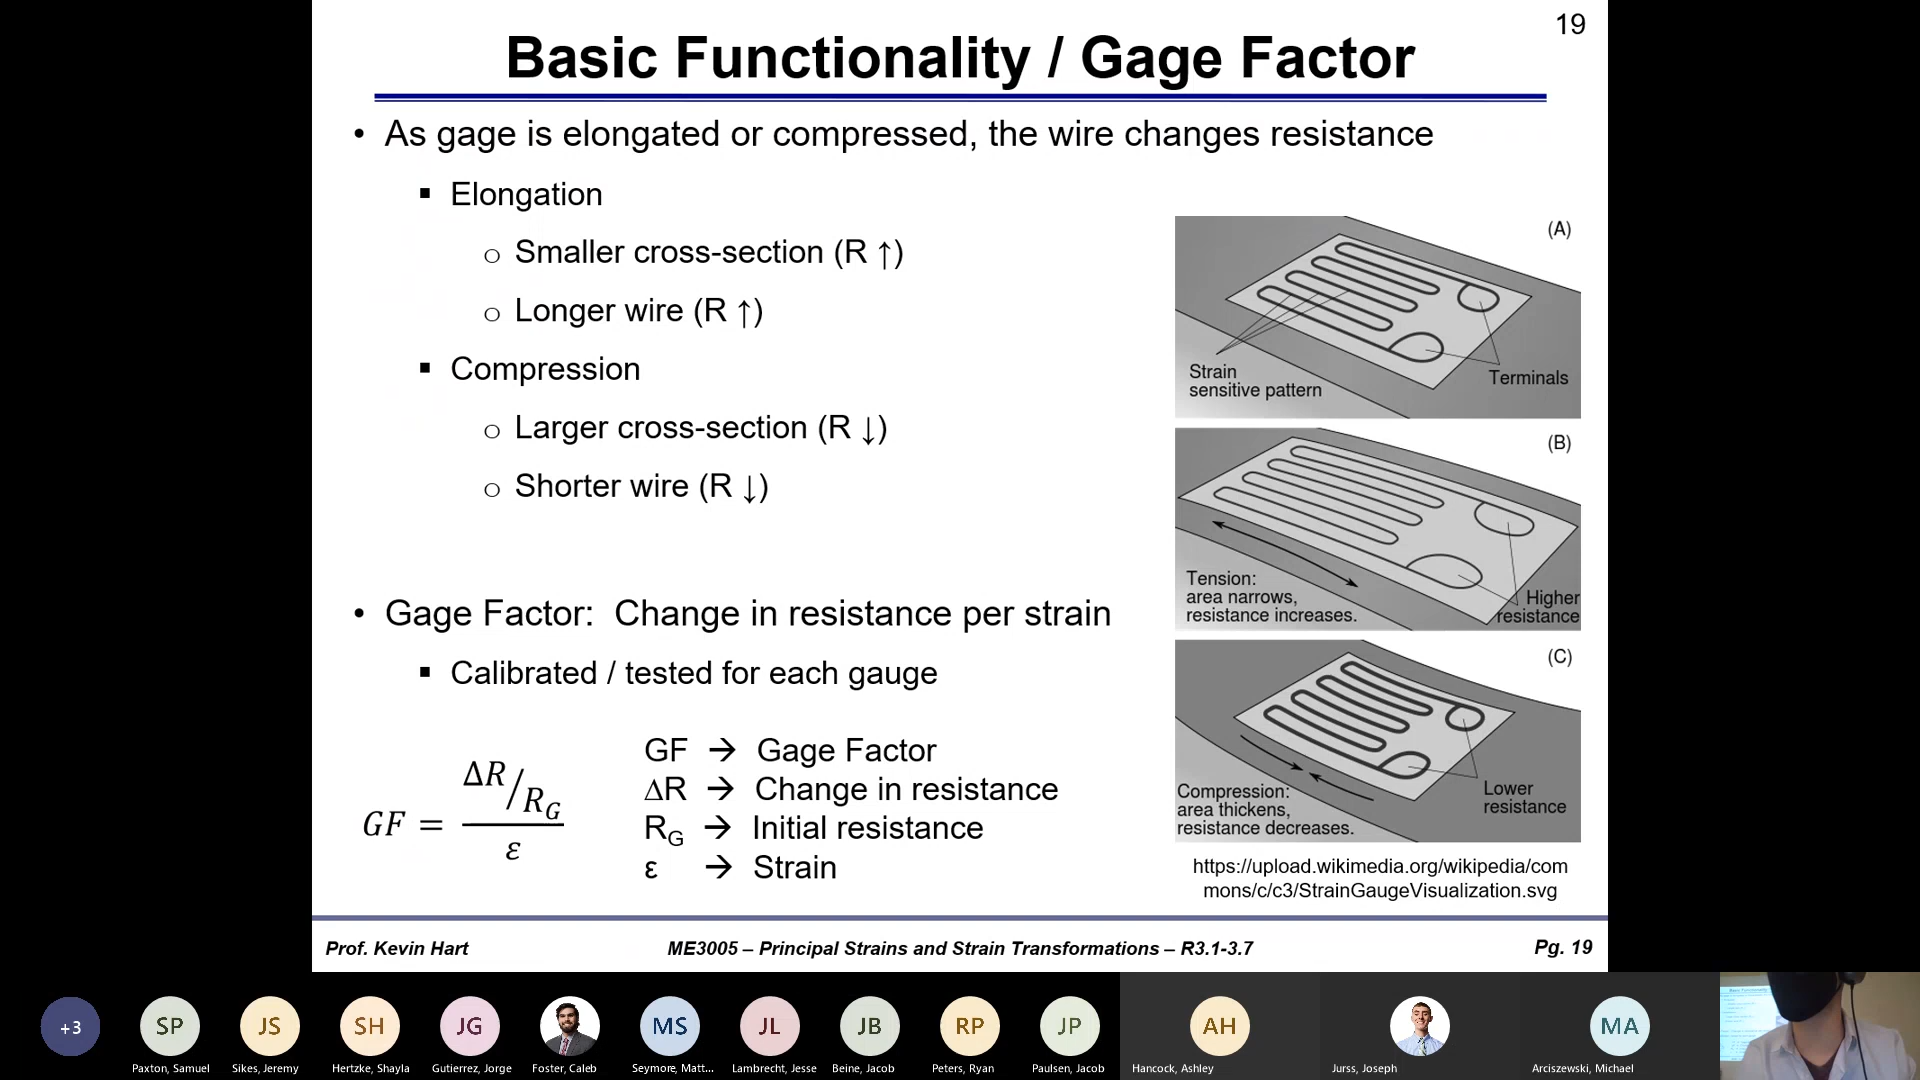 19
Basic Functionality / Gage Factor
• As gage is elongated or compressed, the wire changes resistance
▪ Elongation
o Smaller cross-section (R ↑)
o Longer wire (R ↑)
▪ Compression
o Larger cross-section (R ↓)
o Shorter wire (R ↓)
• Gage Factor: Change in resistance per strain
▪ Calibrated / tested for each gauge
GF = (ΔR/R_G)/ε
GF → Gage Factor
ΔR → Change in resistance
R_G → Initial resistance
ε → Strain
(A)
Strain
sensitive pattern
Terminals
(B)
Tension:
area narrows,
resistance increases.
Higher
resistance
(C)
Compression:
area thickens,
resistance decreases.
Lower
resistance
https://upload.wikimedia.org/wikipedia/com
mons/c/c3/StrainGaugeVisualization.svg
Prof. Kevin Hart
ME3005 – Principal Strains and Strain Transformations – R3.1-3.7
Pg. 19
+3
SP
JS
SH
JG
MS
JL
JB
RP
JP
AH
MA
Paxton, Samuel
Sikes, Jeremy
Hertzke, Shayla
Gutierrez, Jorge
Foster, Caleb
Seymore, Matt...
Lambrecht, Jesse
Beine, Jacob
Peters, Ryan
Paulsen, Jacob
Hancock, Ashley
Jurss, Joseph
Arciszewski, Michael